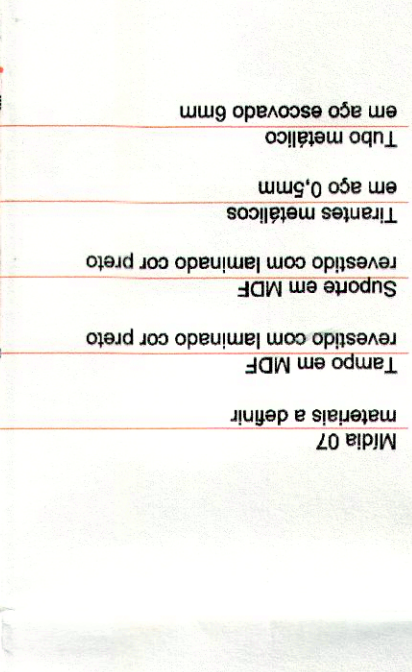 Mídia 07
materiais a definir
Tampo em MDF
revestido com laminado cor preto
Suporte em MDF
revestido com laminado cor preto
Tirantes metálicos
em aço 0,5mm
Tubo metálico
em aço escovado 6mm